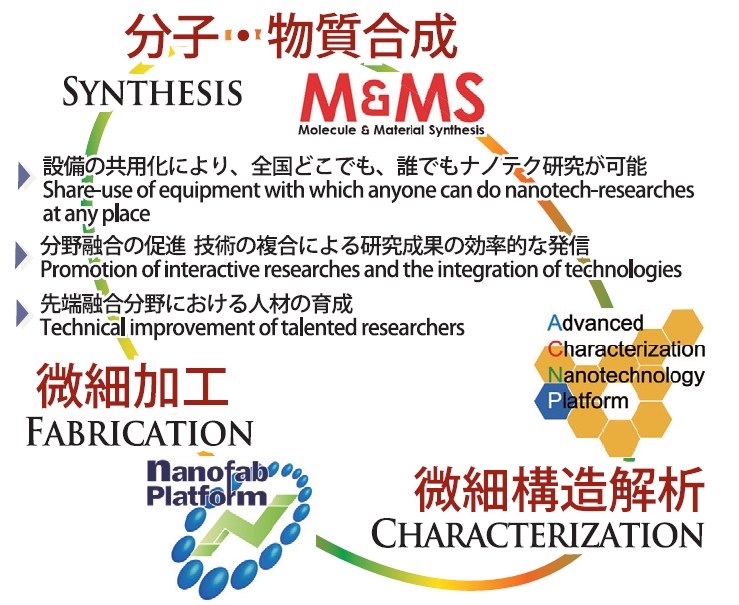 分子・物質合成
SYNTHESIS
M&MS
Molecule & Material Synthesis
設備の共用化により、全国どこでも、誰でもナノテク研究が可能
Share-use of equipment with which anyone can do nanotech-researches
at any place
分野融合の促進 技術の複合による研究成果の効率的な発信
Promotion of interactive researches and the integration of technologies
先端融合分野における人材の育成
Technical improvement of talented researchers
Advanced
Characterization
Nanotechnology
Platform
微細加工
FABRICATION
nanofab
Platform
微細構造解析
CHARACTERIZATION